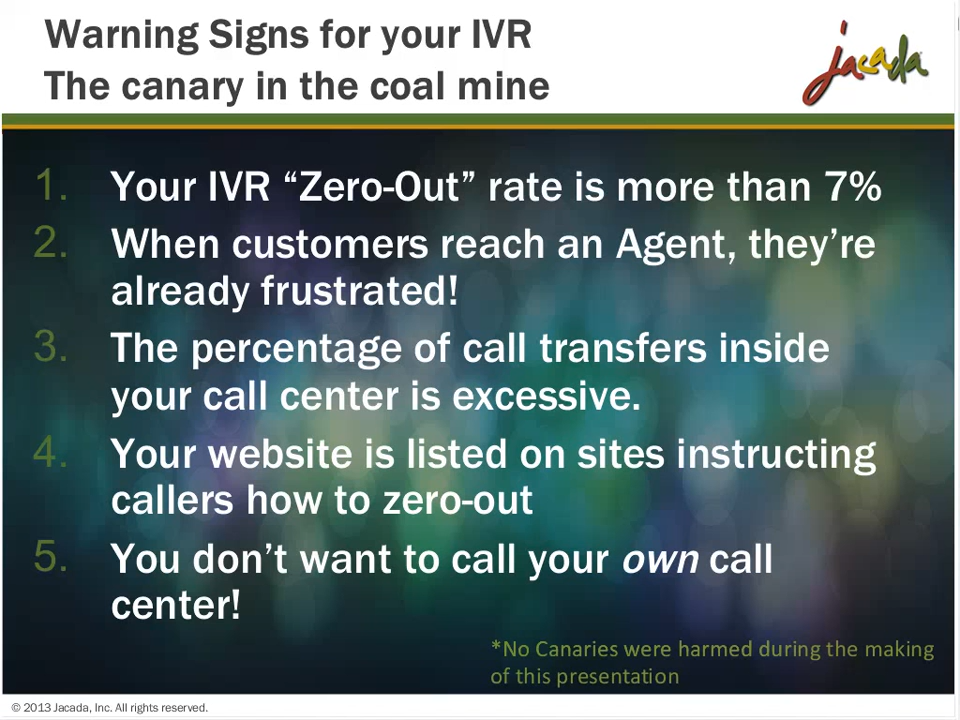 Warning Signs for your IVR
The canary in the coal mine
jacada
1. Your IVR “Zero-Out” rate is more than 7%
2. When customers reach an Agent, they’re
already frustrated!
3. The percentage of call transfers inside
your call center is excessive.
4. Your website is listed on sites instructing
callers how to zero-out
5. You don’t want to call your own call
center!
*No Canaries were harmed during the making
of this presentation
© 2013 Jacada, Inc. All rights reserved.